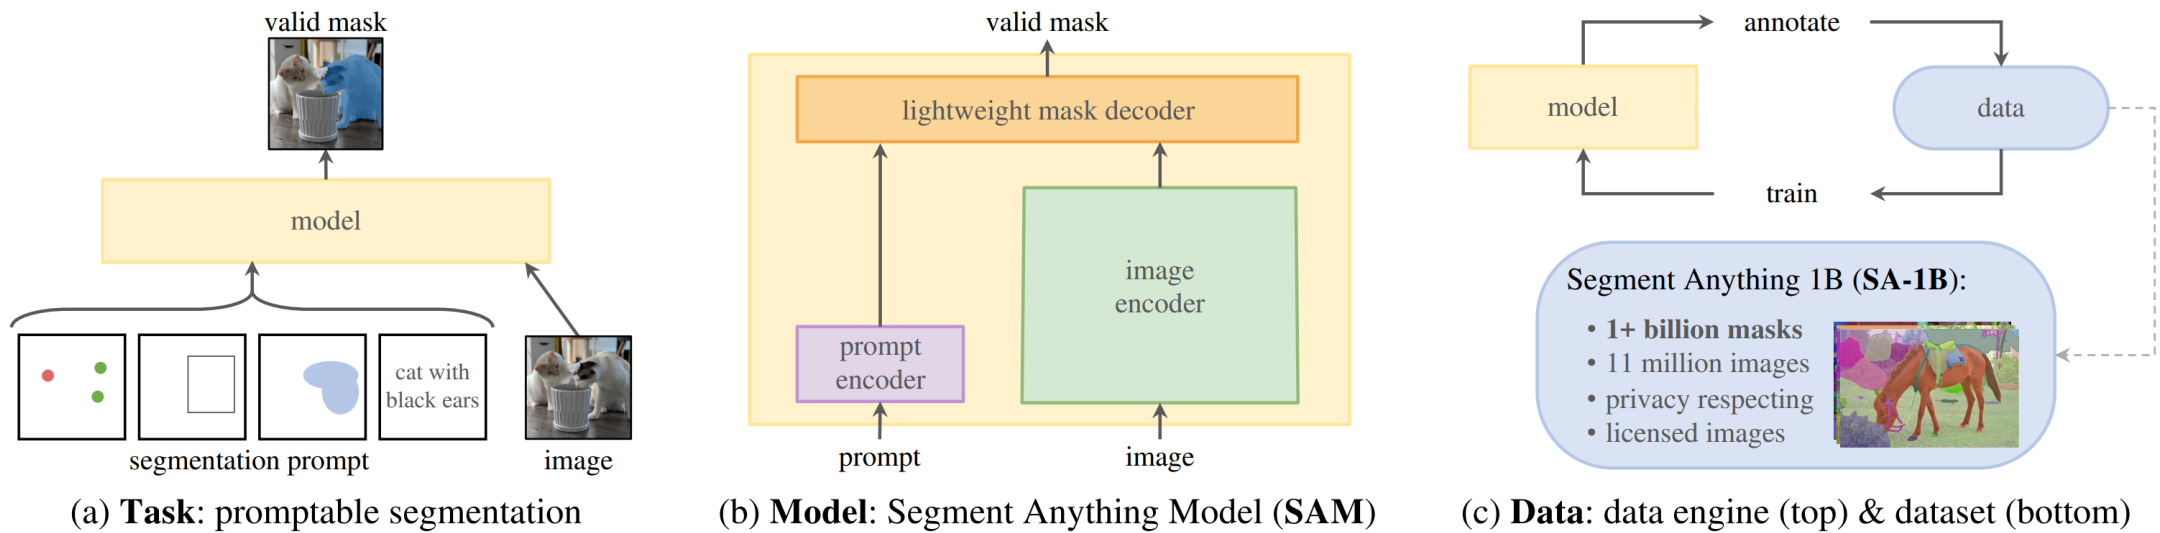 valid mask
model
cat with
black ears
segmentation prompt
image
(a) Task: promptable segmentation
valid mask
lightweight mask decoder
image
encoder
prompt
encoder
prompt
image
(b) Model: Segment Anything Model (SAM)
annotate
model
data
train
Segment Anything 1B (SA-1B):
• 1+ billion masks
• 11 million images
• privacy respecting
• licensed images
(c) Data: data engine (top) & dataset (bottom)